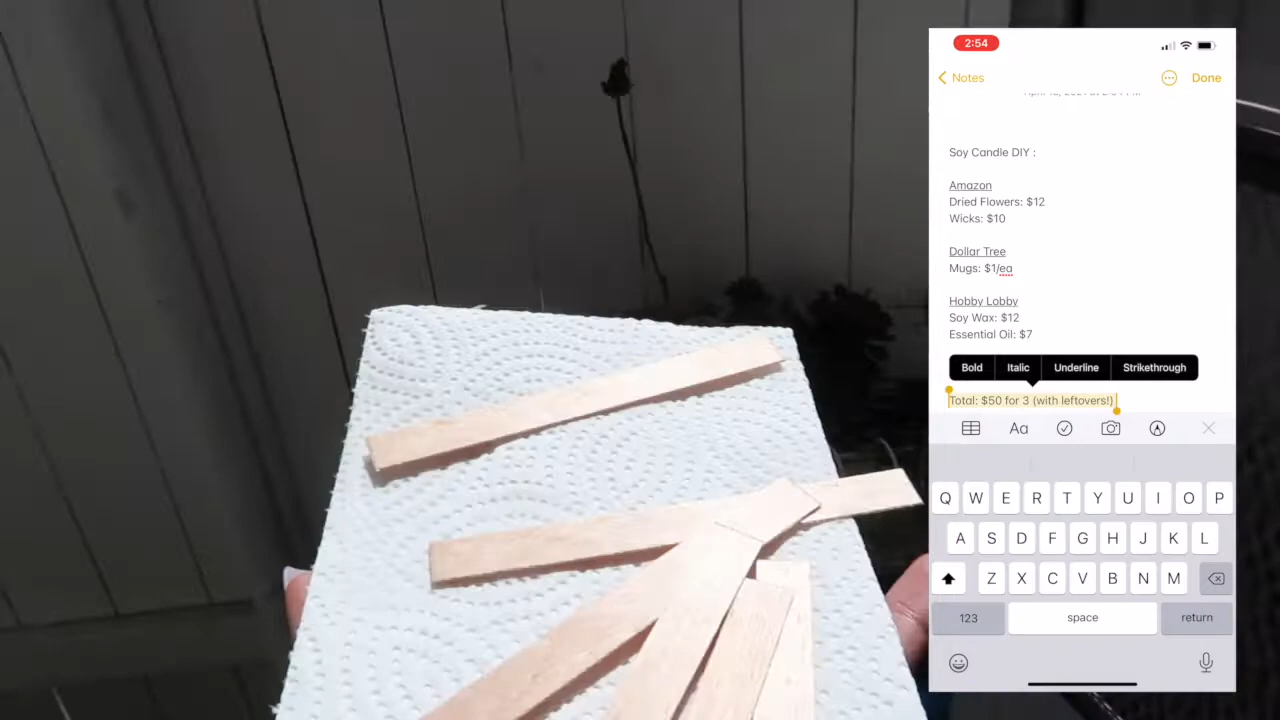 2:54
Notes
Done
Soy Candle DIY :
Amazon
Dried Flowers: $12
Wicks: $10
Dollar Tree
Mugs: $1/ea
Hobby Lobby
Soy Wax: $12
Essential Oil: $7
Bold Italic Underline Strikethrough
Total: $50 for 3 (with leftovers!)
Aa
Q W E R T Y U I O P
A S D F G H J K L
Z X C V B N M
123 space return